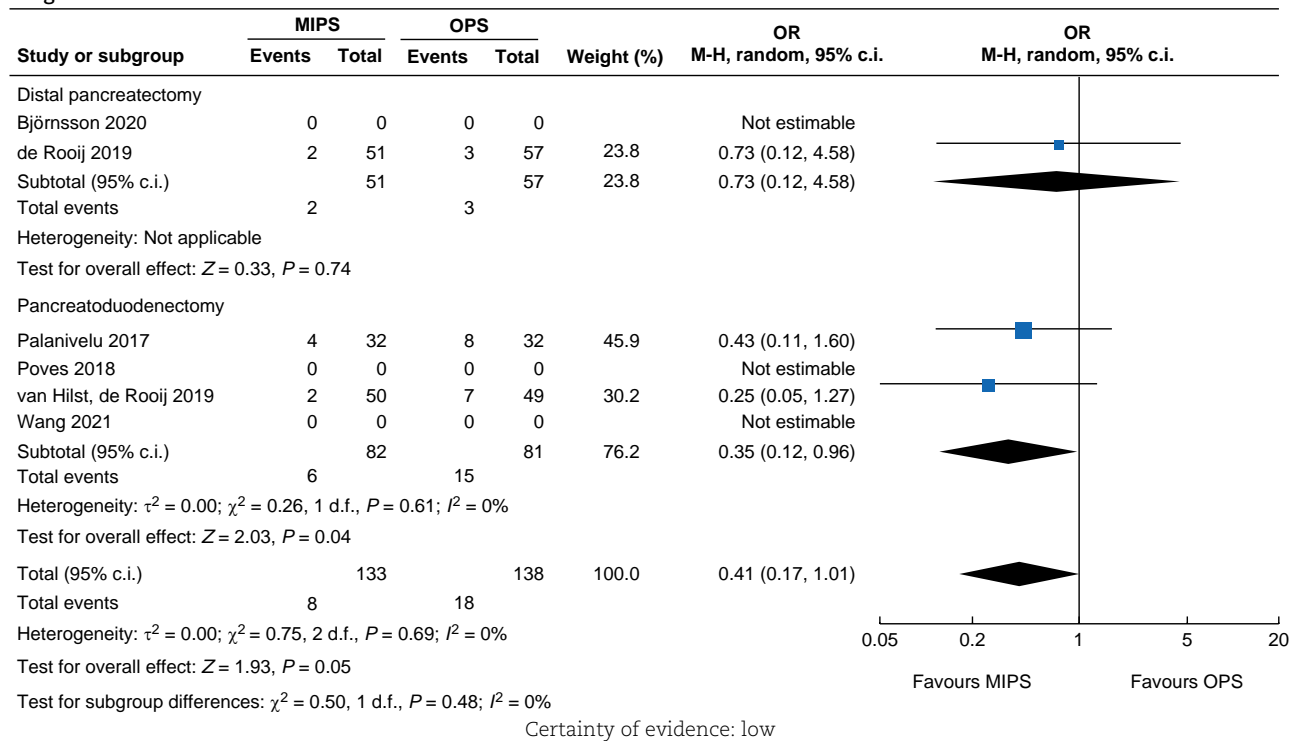 MIPS OPS OR OR
Study or subgroup Events Total Events Total Weight (%) M-H, random, 95% c.i. M-H, random, 95% c.i.
Distal pancreatectomy
Björnsson 2020 0 0 0 0 Not estimable
de Rooij 2019 2 51 3 57 23.8 0.73 (0.12, 4.58)
Subtotal (95% c.i.) 51 57 23.8 0.73 (0.12, 4.58)
Total events 2 3
Heterogeneity: Not applicable
Test for overall effect: Z = 0.33, P = 0.74
Pancreatoduodenectomy
Palanivelu 2017 4 32 8 32 45.9 0.43 (0.11, 1.60)
Poves 2018 0 0 0 0 Not estimable
van Hilst, de Rooij 2019 2 50 7 49 30.2 0.25 (0.05, 1.27)
Wang 2021 0 0 0 0 Not estimable
Subtotal (95% c.i.) 82 81 76.2 0.35 (0.12, 0.96)
Total events 6 15
Heterogeneity: τ² = 0.00; χ² = 0.26, 1 d.f., P = 0.61; I² = 0%
Test for overall effect: Z = 2.03, P = 0.04
Total (95% c.i.) 133 138 100.0 0.41 (0.17, 1.01)
Total events 8 18
Heterogeneity: τ² = 0.00; χ² = 0.75, 2 d.f., P = 0.69; I² = 0%
0.05 0.2 1 5 20
Test for overall effect: Z = 1.93, P = 0.05
Favours MIPS Favours OPS
Test for subgroup differences: χ² = 0.50, 1 d.f., P = 0.48; I² = 0%
Certainty of evidence: low